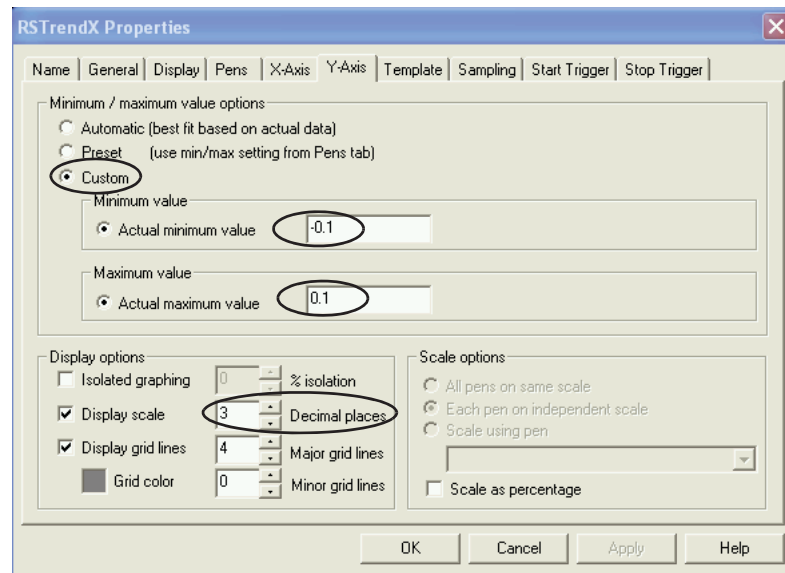 RSTrendX Properties
Name General Display Pens X-Axis Y-Axis Template Sampling Start Trigger Stop Trigger
Minimum / maximum value options
Automatic (best fit based on actual data)
Preset (use min/max setting from Pens tab)
Custom
Minimum value
Actual minimum value -0.1
Maximum value
Actual maximum value 0.1
Display options
Isolated graphing 0 % isolation
Display scale 3 Decimal places
Display grid lines 4 Major grid lines
Grid color 0 Minor grid lines
Scale options
All pens on same scale
Each pen on independent scale
Scale using pen
Scale as percentage
OK Cancel Apply Help